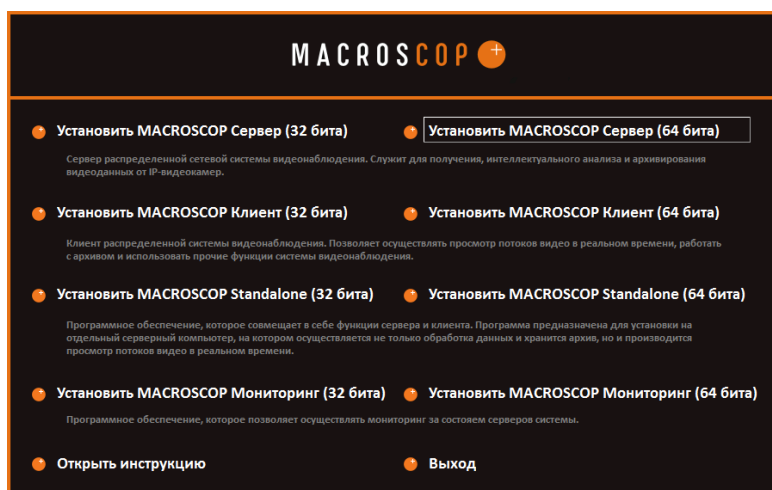 MACROSCOP
Установить MACROSCOP Сервер (32 бита)
Установить MACROSCOP Сервер (64 бита)
Сервер распределенной сетевой системы видеонаблюдения. Служит для получения, интеллектуального анализа и архивирования
видеоданных от IP-видеокамер.
Установить MACROSCOP Клиент (32 бита)
Установить MACROSCOP Клиент (64 бита)
Клиент распределенной системы видеонаблюдения. Позволяет осуществлять просмотр потоков видео в реальном времени, работать
с архивом и использовать прочие функции системы видеонаблюдения.
Установить MACROSCOP Standalone (32 бита)
Установить MACROSCOP Standalone (64 бита)
Программное обеспечение, которое совмещает в себе функции сервера и клиента. Программа предназначена для установки на
отдельный серверный компьютер, на котором осуществляется не только обработка данных и хранится архив, но и производится
просмотр потоков видео в реальном времени.
Установить MACROSCOP Мониторинг (32 бита)
Установить MACROSCOP Мониторинг (64 бита)
Программное обеспечение, которое позволяет осуществлять мониторинг за состояем серверов системы.
Открыть инструкцию
Выход